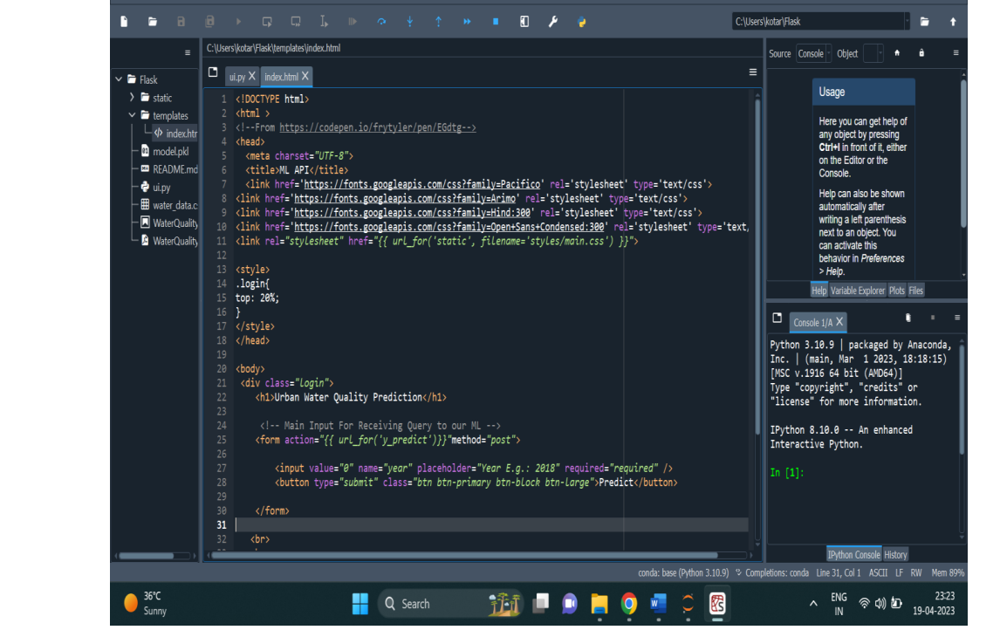 C:\Users\kotar\Flask
C:\Users\kotar\Flask\templates\index.html
Source Console Object
Flask
static
templates
index.htr
model.pkl
README.md
ui.py
water_data.c
WaterQuality
WaterQuality
ui.py X index.html X
1 <!DOCTYPE html>
2 <html >
3 <!--From https://codepen.io/frytyler/pen/EGdtg-->
4 <head>
5 <meta charset="UTF-8">
6 <title>ML API</title>
7 <link href='https://fonts.googleapis.com/css?family=Pacifico' rel='stylesheet' type='text/css'>
8 <link href='https://fonts.googleapis.com/css?family=Arimo' rel='stylesheet' type='text/css'>
9 <link href='https://fonts.googleapis.com/css?family=Hind:300' rel='stylesheet' type='text/css'>
10 <link href='https://fonts.googleapis.com/css?family=Open+Sans+Condensed:300' rel='stylesheet' type='text,
11 <link rel="stylesheet" href="{{ url_for('static', filename='styles/main.css') }}">
12
13 <style>
14 .login{
15 top: 20%;
16 }
17 </style>
18 </head>
19
20 <body>
21 <div class="login">
22 <h1>Urban Water Quality Prediction</h1>
23
24 <!-- Main Input For Receiving Query to our ML -->
25 <form action="{{ url_for('y_predict')}}"method="post">
26
27 <input value="0" name="year" placeholder="Year E.g.: 2018" required="required" />
28 <button type="submit" class="btn btn-primary btn-block btn-large">Predict</button>
29
30 </form>
31
32 <br>
Usage
Here you can get help of
any object by pressing
Ctrl+I in front of it, either
on the Editor or the
Console.
Help can also be shown
automatically after
writing a left parenthesis
next to an object. You
can activate this
behavior in Preferences
> Help.
Help Variable Explorer Plots Files
Console 1/A X
Python 3.10.9 | packaged by Anaconda,
Inc. | (main, Mar 1 2023, 18:18:15)
[MSC v.1916 64 bit (AMD64)]
Type "copyright", "credits" or
"license" for more information.
IPython 8.10.0 -- An enhanced
Interactive Python.
In [1]:
IPython Console History
conda: base (Python 3.10.9) Completions: conda Line 31, Col 1 ASCII LF RW Mem 89%
36°C
Sunny
Search
ENG
IN
23:23
19-04-2023